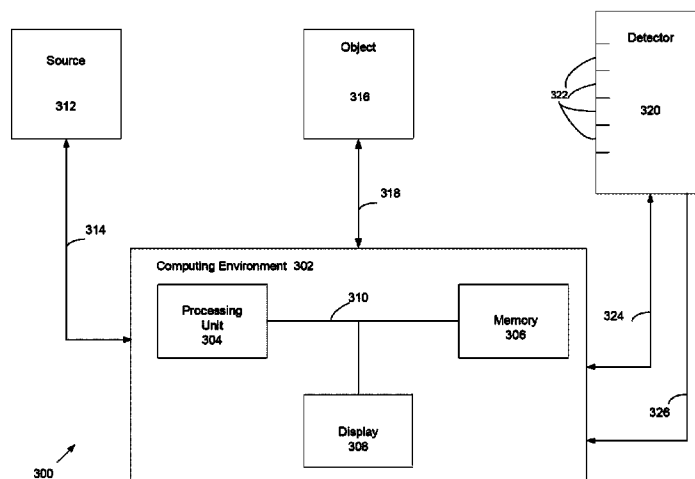 Source
312
Object
316
Detector
320
322
314
318
324
326
Computing Environment 302
Processing
Unit
304
310
Memory
306
Display
308
300